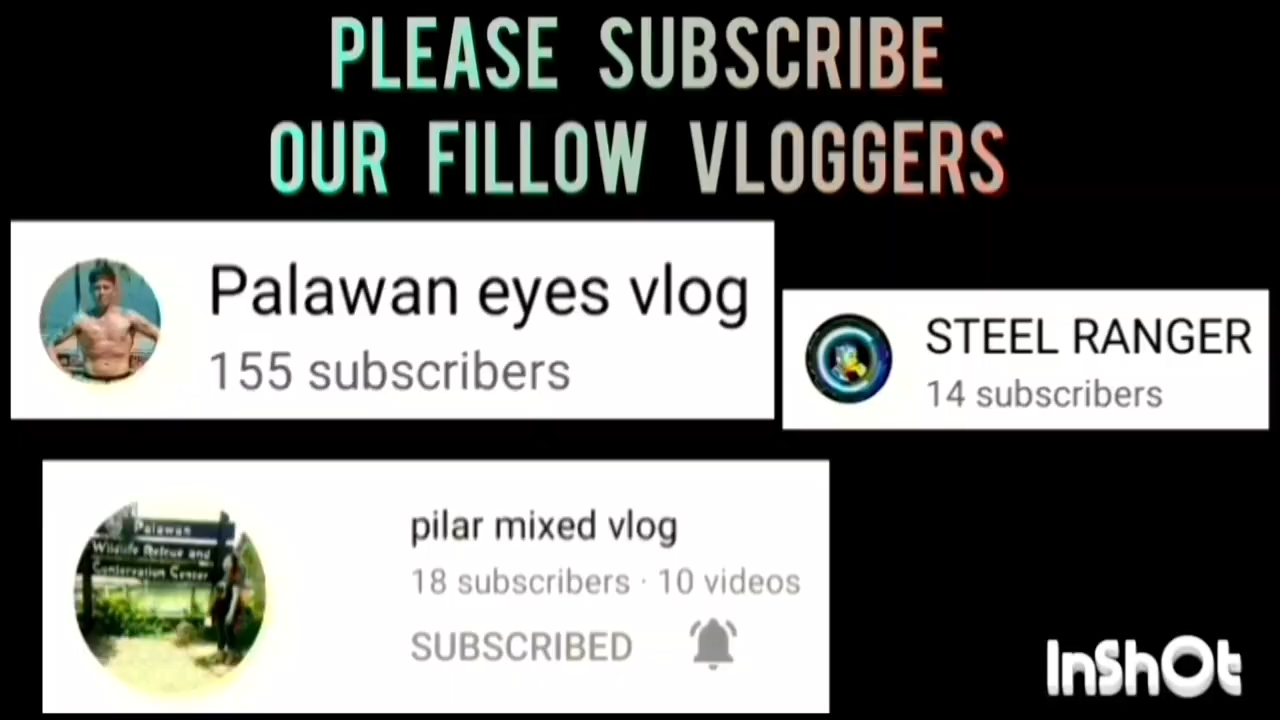 PLEASE SUBSCRIBE
OUR FILLOW VLOGGERS
Palawan eyes vlog
155 subscribers
STEEL RANGER
14 subscribers
pilar mixed vlog
18 subscribers · 10 videos
SUBSCRIBED
Palawan
Wildlife Rescue and
Conservation Center
InShOt